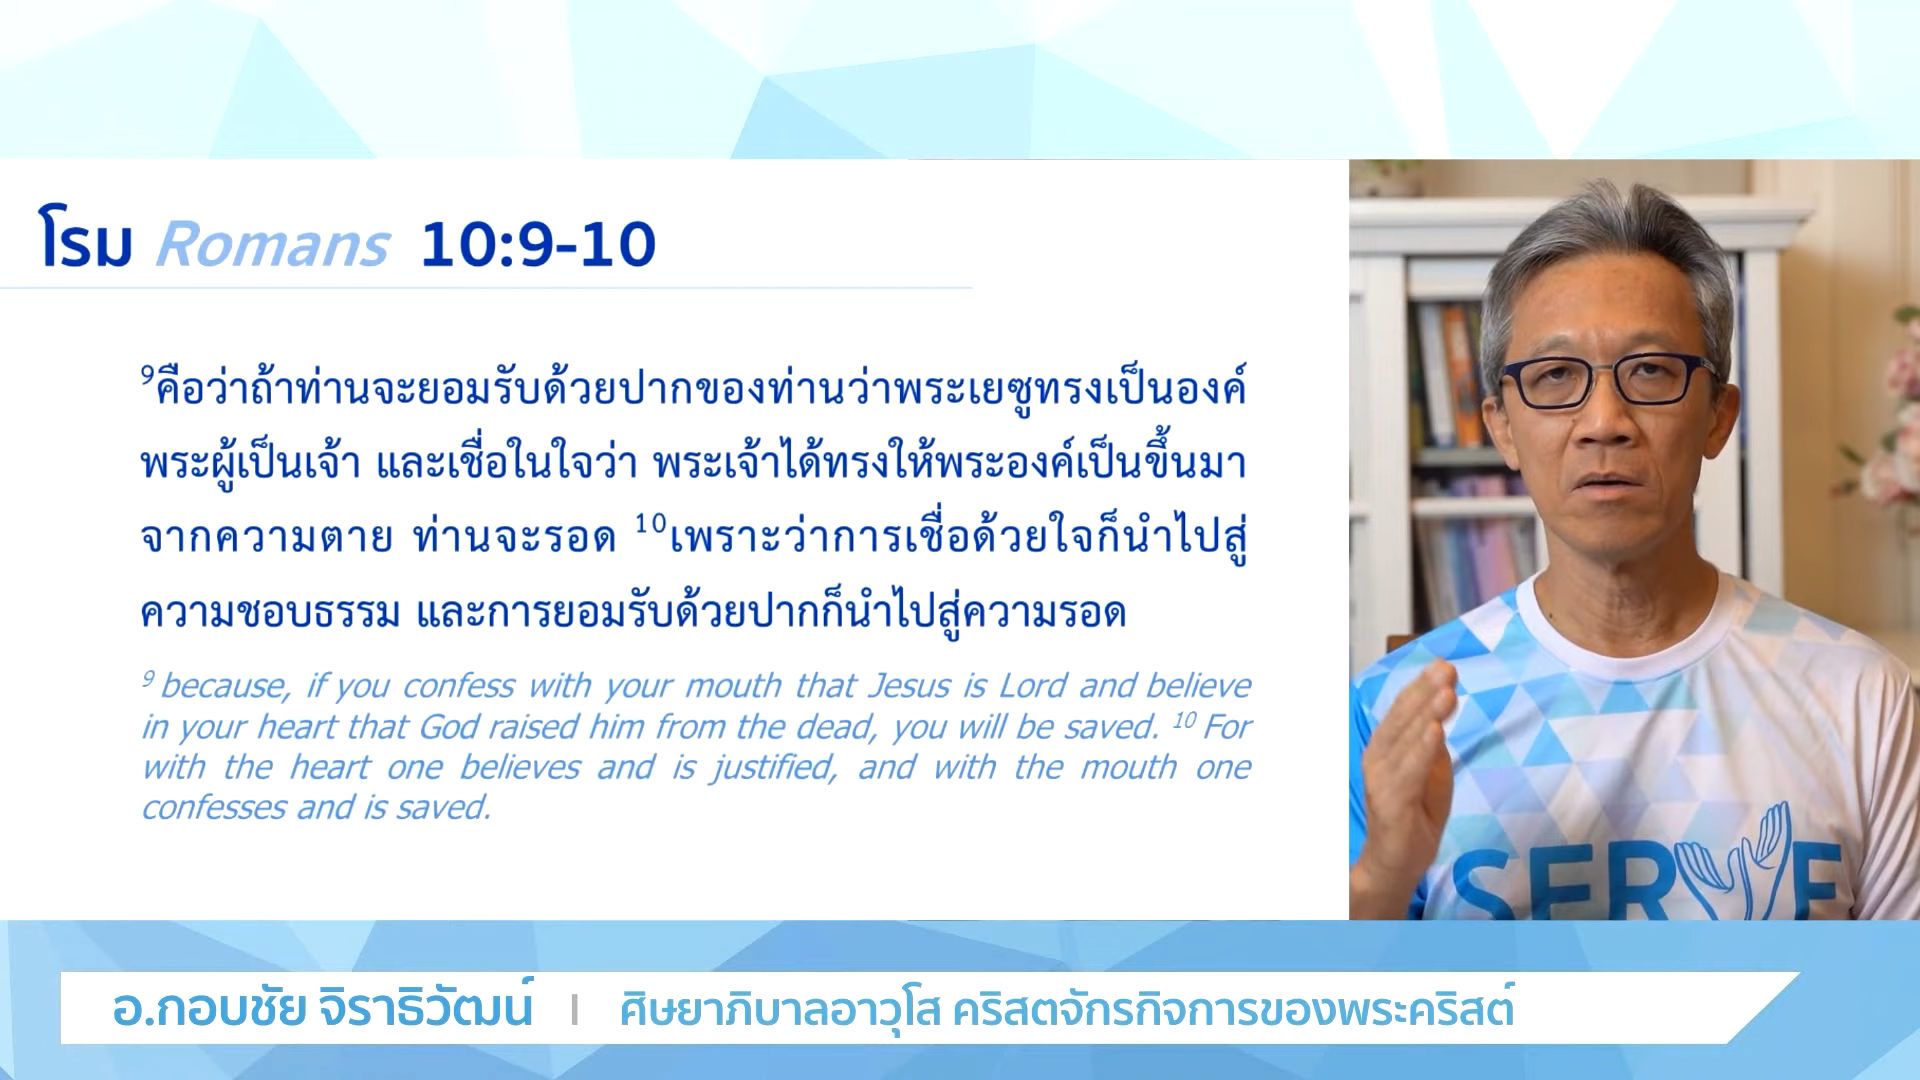 โรม Romans 10:9-10
⁹คือว่าถ้าท่านจะยอมรับด้วยปากของท่านว่าพระเยซูทรงเป็นองค์
พระผู้เป็นเจ้า และเชื่อในใจว่า พระเจ้าได้ทรงให้พระองค์เป็นขึ้นมา
จากความตาย ท่านจะรอด ¹⁰เพราะว่าการเชื่อด้วยใจก็นำไปสู่
ความชอบธรรม และการยอมรับด้วยปากก็นำไปสู่ความรอด
⁹ because, if you confess with your mouth that Jesus is Lord and believe
in your heart that God raised him from the dead, you will be saved. ¹⁰ For
with the heart one believes and is justified, and with the mouth one
confesses and is saved.
SERVE
อ.กอบชัย จิราธิวัฒน์ | ศิษยาภิบาลอาวุโส คริสตจักรกิจการของพระคริสต์